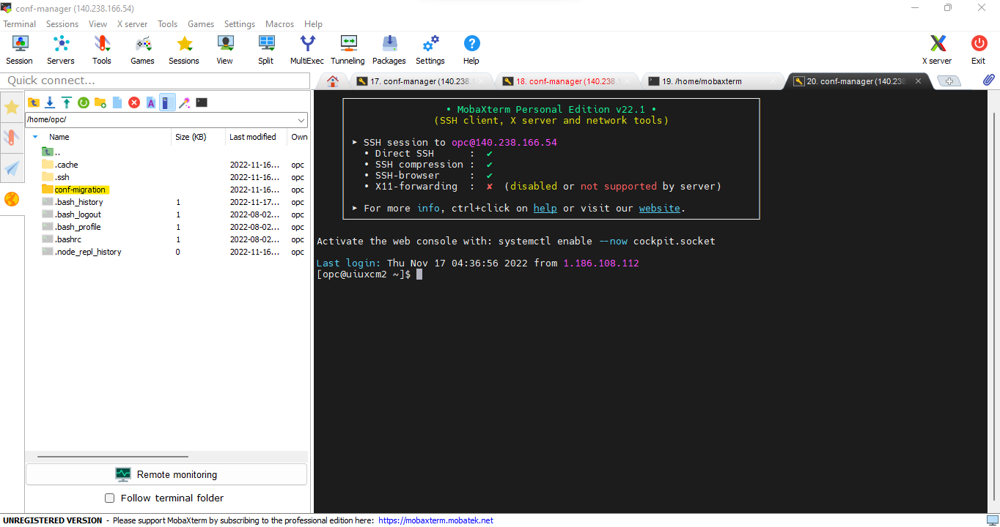 conf-manager (140.238.166.54)
Terminal Sessions View X server Tools Games Settings Macros Help
Session Servers Tools Games Sessions View Split MultiExec Tunneling Packages Settings Help X server Exit
Quick connect...
17. conf-manager (140.238.1
18. conf-manager (140.238.1
19. /home/mobaxterm
20. conf-manager (140.238
/home/opc/
Name Size (KB) Last modified Own
..
.cache 2022-11-16... opc
.ssh 2022-11-16... opc
conf-migration 2022-11-16... opc
.bash_history 1 2022-11-17... opc
.bash_logout 1 2022-08-02... opc
.bash_profile 1 2022-08-02... opc
.bashrc 1 2022-08-02... opc
.node_repl_history 0 2022-11-16... opc
Remote monitoring
Follow terminal folder
• MobaXterm Personal Edition v22.1 •
(SSH client, X server and network tools)
➤ SSH session to opc@140.238.166.54
• Direct SSH : ✔
• SSH compression : ✔
• SSH-browser : ✔
• X11-forwarding : ✘ (disabled or not supported by server)
➤ For more info, ctrl+click on help or visit our website.
Activate the web console with: systemctl enable --now cockpit.socket
Last login: Thu Nov 17 04:36:56 2022 from 1.186.108.112
[opc@uiuxcm2 ~]$
UNREGISTERED VERSION - Please support MobaXterm by subscribing to the professional edition here: https://mobaxterm.mobatek.net